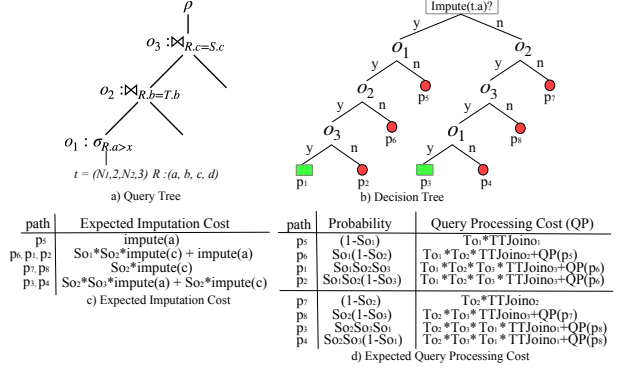 ρ
o₃ :⋈R.c=S.c
o₂ :⋈R.b=T.b
o₁ : σR.a>x
t = (N₁,2,N₂,3) R :(a, b, c, d)
a) Query Tree
Impute(t.a)?
y n
o₁ o₂
y n y n
o₂ p₅ o₃ p₇
y n y n
o₃ p₆ o₁ p₈
y n y n
p₁ p₂ p₃ p₄
b) Decision Tree
path Expected Imputation Cost
p₅ impute(a)
p₆, p₁, p₂ So₁*So₂*impute(c) + impute(a)
p₇, p₈ So₂*impute(c)
p₃, p₄ So₂*So₃*impute(a) + So₂*impute(c)
c) Expected Imputation Cost
path Probability Query Processing Cost (QP)
p₅ (1-So₁) To₁*TTJoino₁
p₆ So₁(1-So₂) To₁*To₂* TTJoino₂+QP(p₅)
p₁ So₁So₂So₃ To₁ *To₂* To₃* TTJoino₃+QP(p₆)
p₂ So₁So₂(1-So₃) To₁ *To₂* To₃* TTJoino₃+QP(p₆)
p₇ (1-So₂) To₂*TTJoino₂
p₈ So₂(1-So₃) To₂ *To₃* TTJoino₃+QP(p₇)
p₃ So₂So₃So₁ To₂ *To₃* To₁ * TTJoino₁+QP(p₈)
p₄ So₂So₃(1-So₁) To₂ *To₃* To₁ * TTJoino₁+QP(p₈)
d) Expected Query Processing Cost